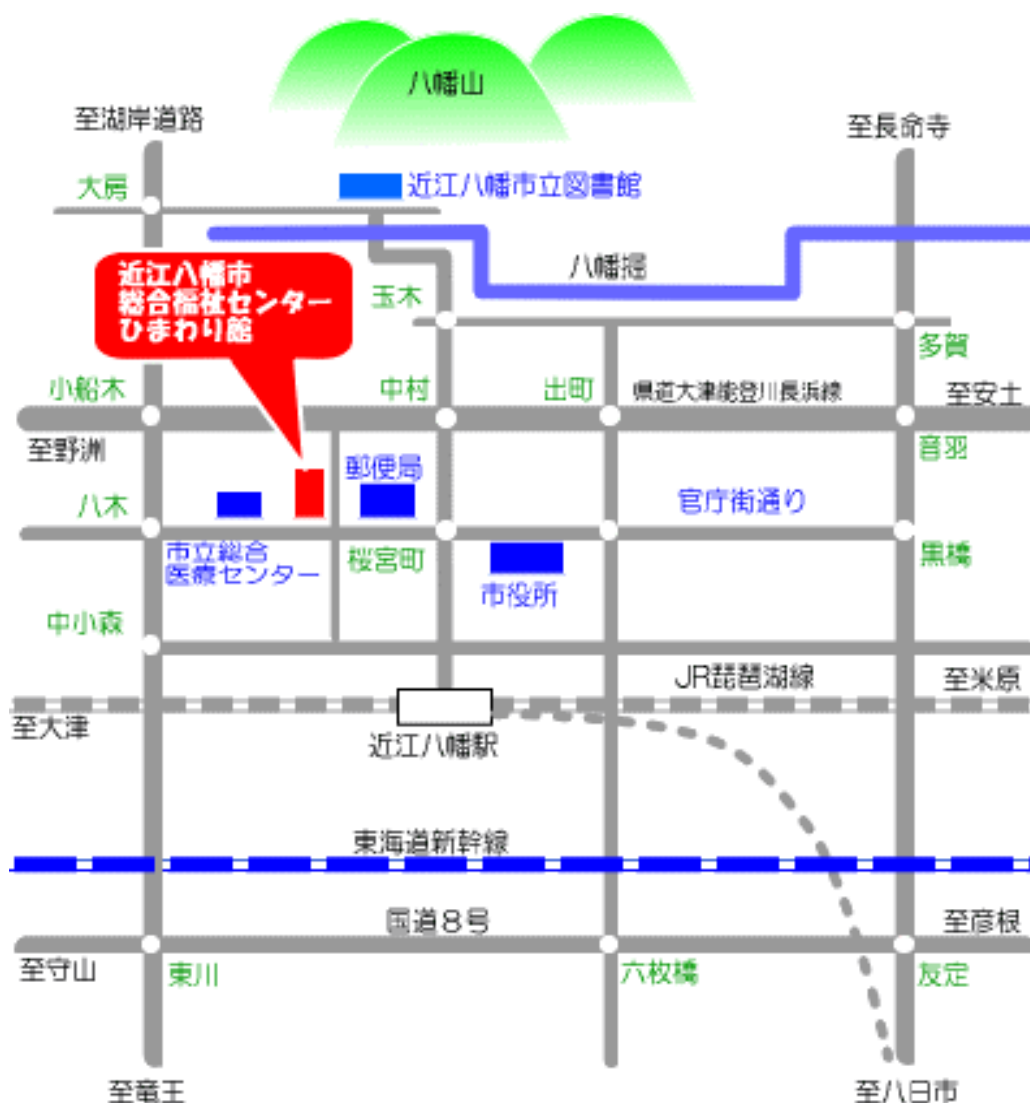 八幡山
至湖岸道路
至長命寺
大房
近江八幡市立図書館
近江八幡市
総合福祉センター
ひまわり館
八幡掘
玉木
多賀
小船木
中村
出町
県道大津能登川長浜線
至安土
至野洲
音羽
郵便局
八木
官庁街通り
市立総合
医療センター
桜宮町
黒橋
市役所
中小森
JR琵琶湖線
至米原
至大津
近江八幡駅
東海道新幹線
国道8号
至彦根
至守山
東川
六枚橋
友定
至竜王
至八日市